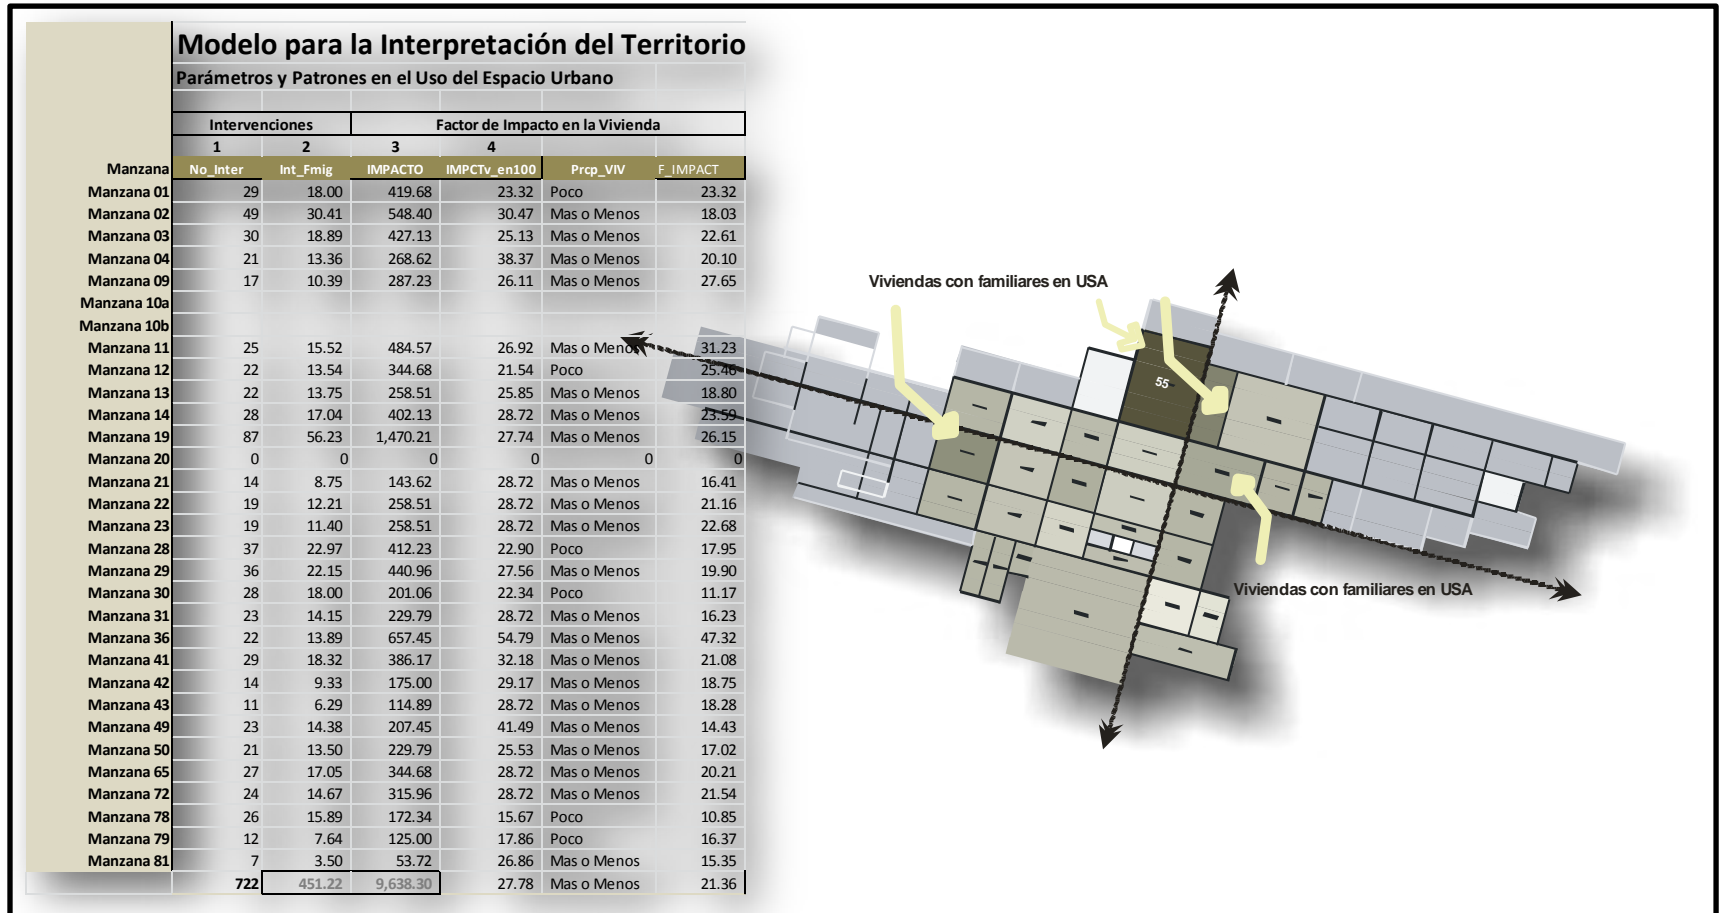 Modelo para la Interpretación del Territorio
Parámetros y Patrones en el Uso del Espacio Urbano
Intervenciones Factor de Impacto en la Vivienda
1 2 3 4
Manzana No_Inter Int_Fmig IMPACTO IMPCTv_en100 Prcp_VIV F_IMPACT
Manzana 01 29 18.00 419.68 23.32 Poco 23.32
Manzana 02 49 30.41 548.40 30.47 Mas o Menos 18.03
Manzana 03 30 18.89 427.13 25.13 Mas o Menos 22.61
Manzana 04 21 13.36 268.62 38.37 Mas o Menos 20.10
Manzana 09 17 10.39 287.23 26.11 Mas o Menos 27.65
Manzana 10a
Manzana 10b
Manzana 11 25 15.52 484.57 26.92 Mas o Menos 31.23
Manzana 12 22 13.54 344.68 21.54 Poco 25.46
Manzana 13 22 13.75 258.51 25.85 Mas o Menos 18.80
Manzana 14 28 17.04 402.13 28.72 Mas o Menos 23.59
Manzana 19 87 56.23 1,470.21 27.74 Mas o Menos 26.15
Manzana 20 0 0 0 0 0 0
Manzana 21 14 8.75 143.62 28.72 Mas o Menos 16.41
Manzana 22 19 12.21 258.51 28.72 Mas o Menos 21.16
Manzana 23 19 11.40 258.51 28.72 Mas o Menos 22.68
Manzana 28 37 22.97 412.23 22.90 Poco 17.95
Manzana 29 36 22.15 440.96 27.56 Mas o Menos 19.90
Manzana 30 28 18.00 201.06 22.34 Poco 11.17
Manzana 31 23 14.15 229.79 28.72 Mas o Menos 16.23
Manzana 36 22 13.89 657.45 54.79 Mas o Menos 47.32
Manzana 41 29 18.32 386.17 32.18 Mas o Menos 21.08
Manzana 42 14 9.33 175.00 29.17 Mas o Menos 18.75
Manzana 43 11 6.29 114.89 28.72 Mas o Menos 18.28
Manzana 49 23 14.38 207.45 41.49 Mas o Menos 14.43
Manzana 50 21 13.50 229.79 25.53 Mas o Menos 17.02
Manzana 65 27 17.05 344.68 28.72 Mas o Menos 20.21
Manzana 72 24 14.67 315.96 28.72 Mas o Menos 21.54
Manzana 78 26 15.89 172.34 15.67 Poco 10.85
Manzana 79 12 7.64 125.00 17.86 Poco 16.37
Manzana 81 7 3.50 53.72 26.86 Mas o Menos 15.35
722 451.22 9,638.30 27.78 Mas o Menos 21.36
Viviendas con familiares en USA
55
Viviendas con familiares en USA